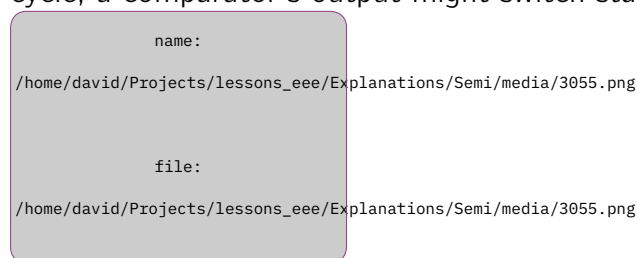 cycle, a comparator's output might switch sta
name:
/home/david/Projects/lessons_eee/Explanations/Semi/media/3055.png
file:
/home/david/Projects/lessons_eee/Explanations/Semi/media/3055.png